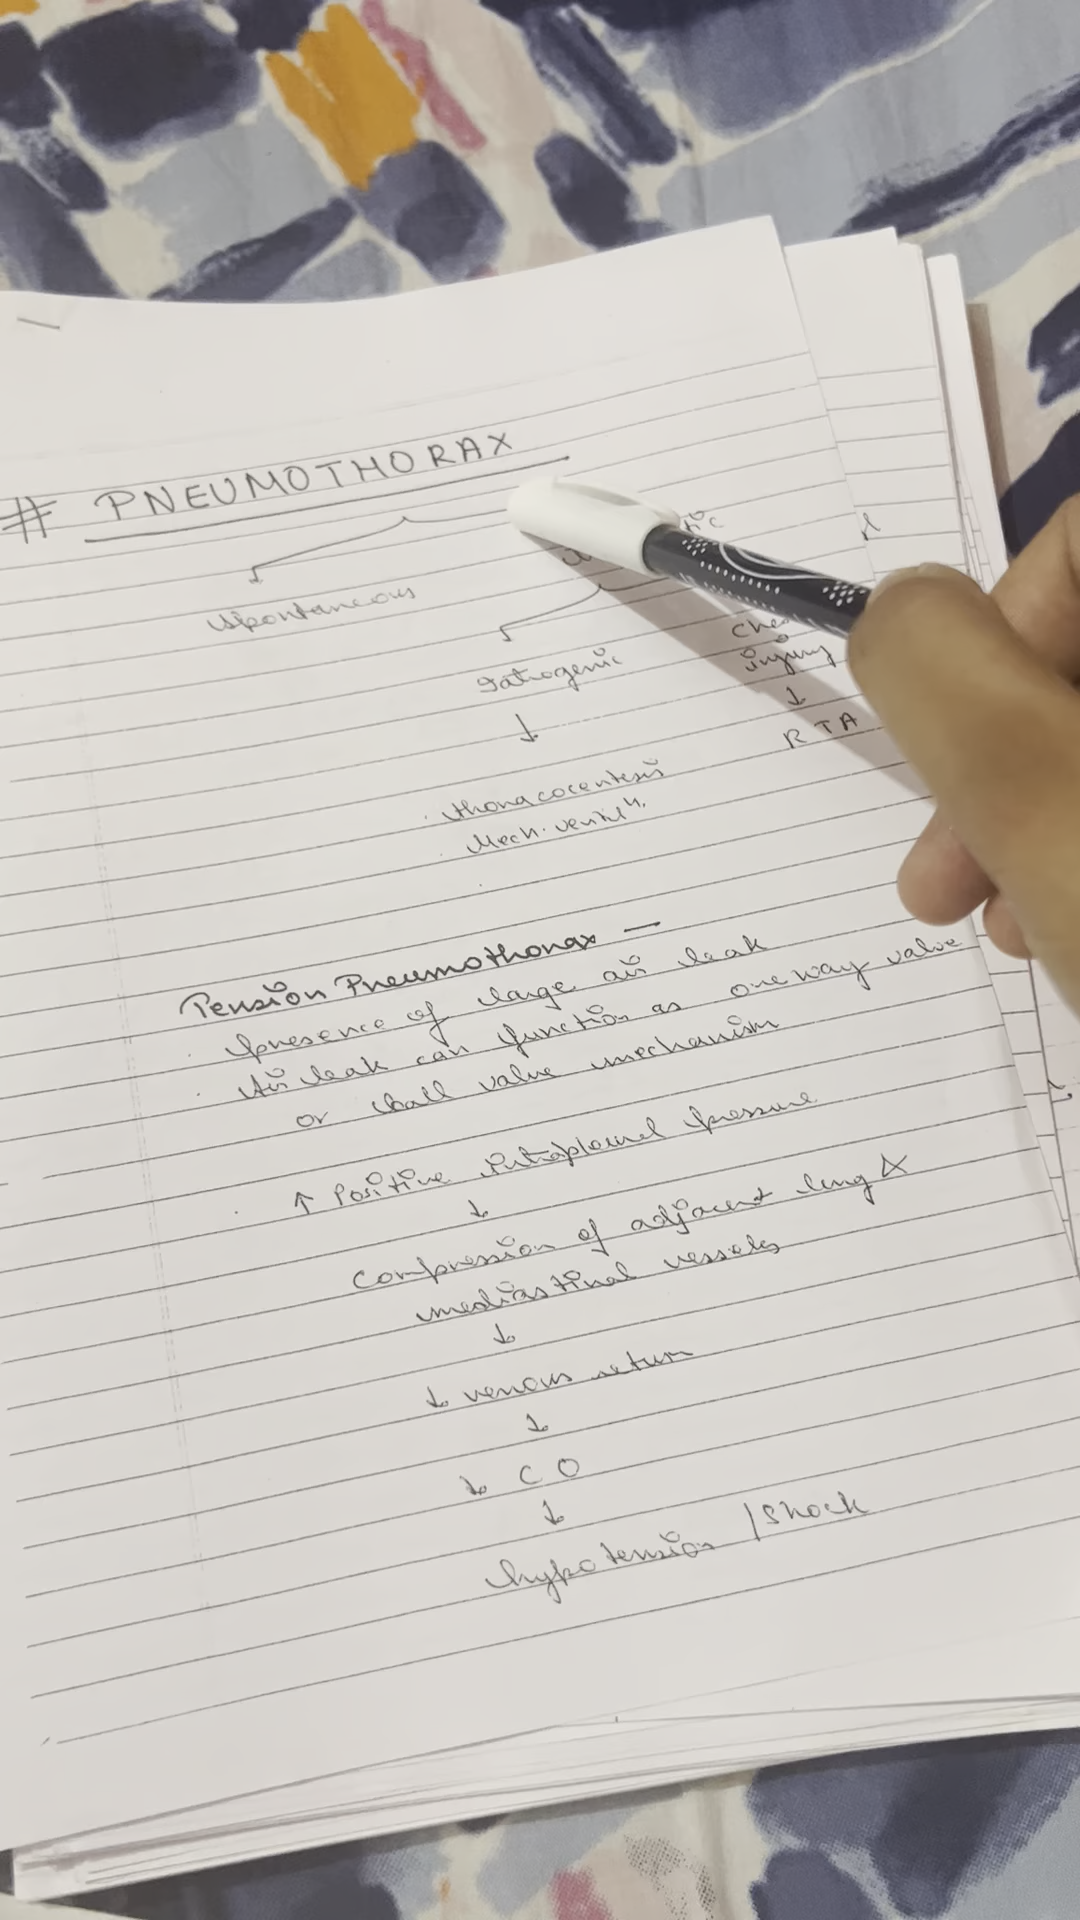 # PNEUMOTHORAX
Spontaneous
tic
Iatrogenic
injury
↓
↓
RTA
· thoracocentesis
· Mech. ventilⁿ.
Tension Pneumothorax —
· presence of large air leak
· Air leak can function as one way valve
or ball valve mechanism
· ↑ Positive intrapleural pressure
↓
Compression of adjacent lung &
mediastinal vessels
↓
↓ venous return
↓
↓ CO
↓
hypotension / shock